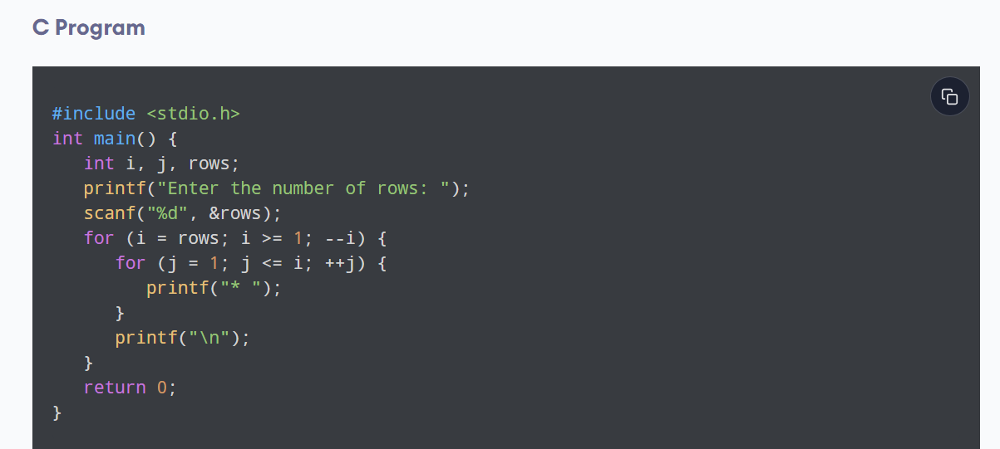 C Program
#include <stdio.h>
int main() {
   int i, j, rows;
   printf("Enter the number of rows: ");
   scanf("%d", &rows);
   for (i = rows; i >= 1; --i) {
      for (j = 1; j <= i; ++j) {
         printf("* ");
      }
      printf("\n");
   }
   return 0;
}